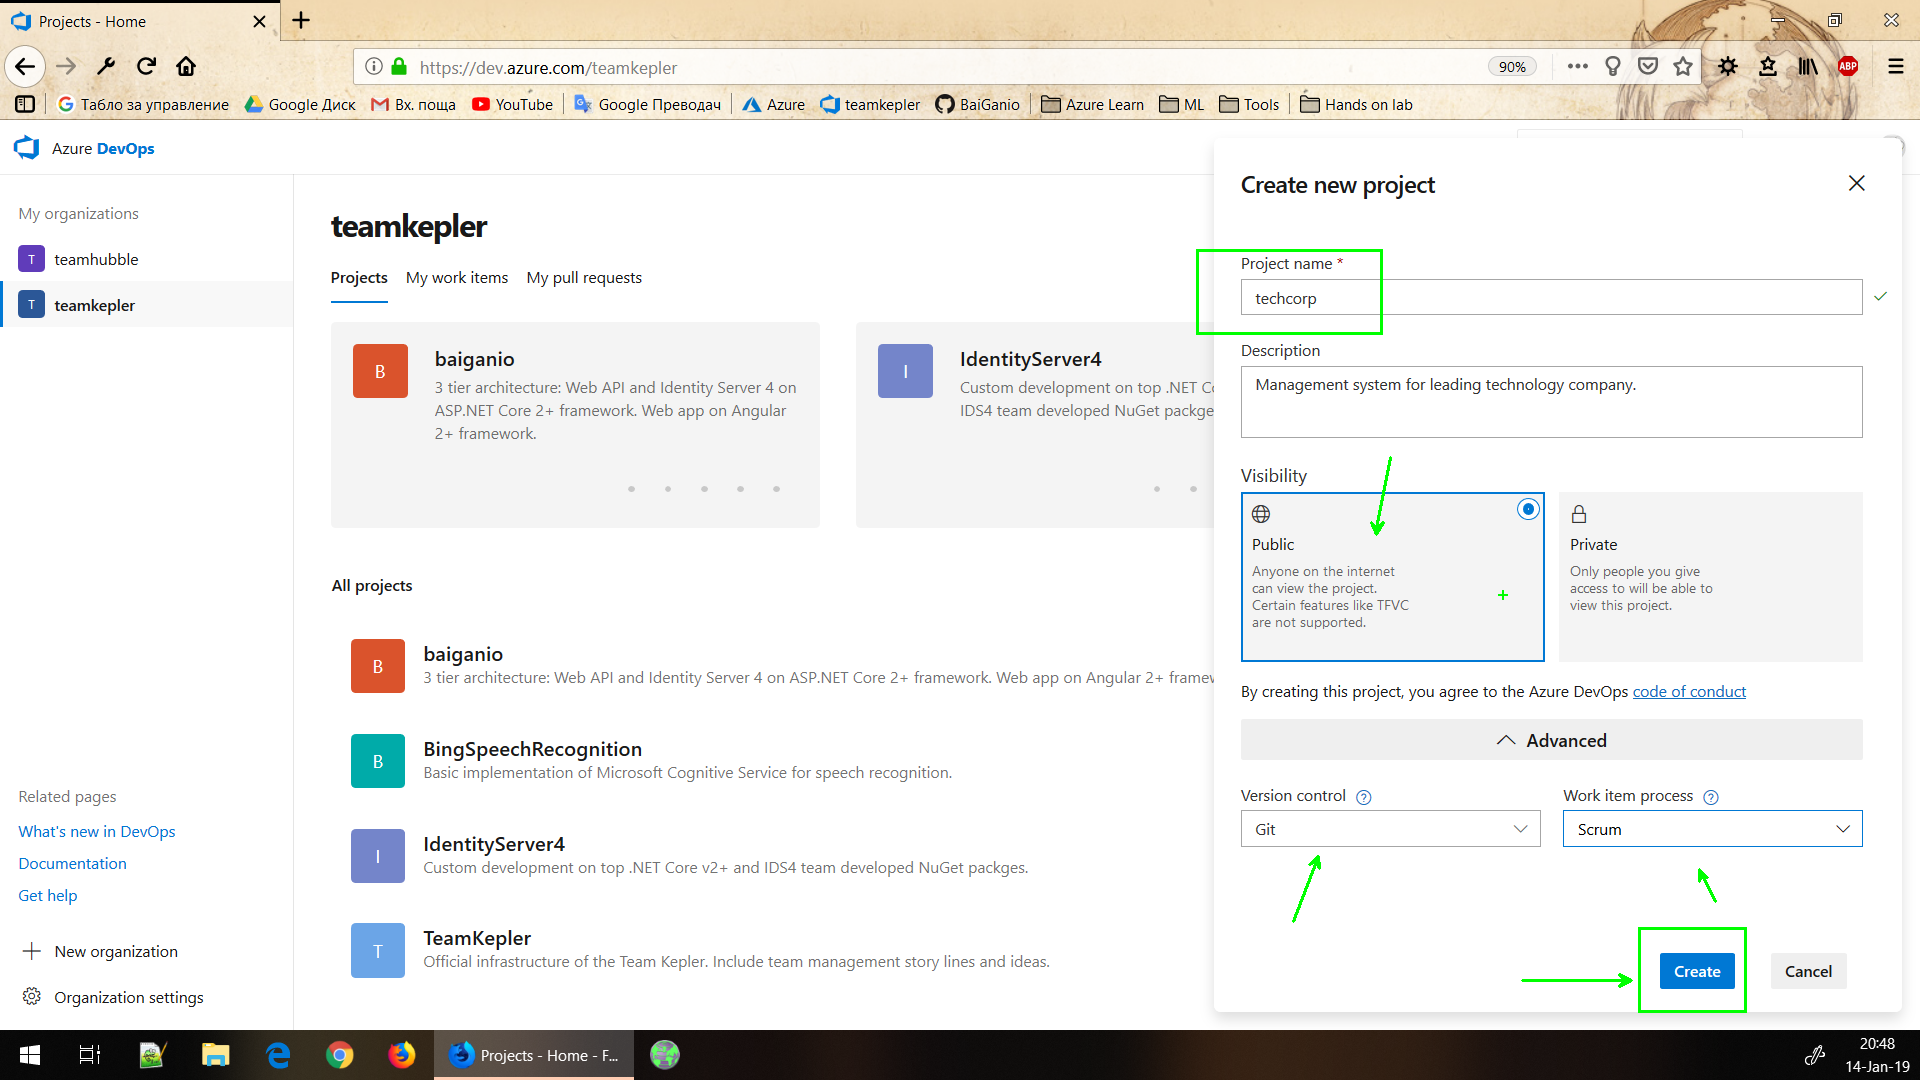 Projects - Home
https://dev.azure.com/teamkepler
90%
ABP
Табло за управление
Google Диск
Вх. поща
YouTube
Google Преводач
Azure
teamkepler
BaiGanio
Azure Learn
ML
Tools
Hands on lab
Azure DevOps
My organizations
T teamhubble
T teamkepler
Related pages
What's new in DevOps
Documentation
Get help
New organization
Organization settings
teamkepler
Projects My work items My pull requests
B
baiganio
3 tier architecture: Web API and Identity Server 4 on
ASP.NET Core 2+ framework. Web app on Angular
2+ framework.
I
IdentityServer4
Custom development on top .NET
IDS4 team developed NuGet packge
All projects
B
baiganio
3 tier architecture: Web API and Identity Server 4 on ASP.NET Core 2+ framework. Web app on Angular 2+ framew
B
BingSpeechRecognition
Basic implementation of Microsoft Cognitive Service for speech recognition.
I
IdentityServer4
Custom development on top .NET Core v2+ and IDS4 team developed NuGet packges.
T
TeamKepler
Official infrastructure of the Team Kepler. Include team management story lines and ideas.
Create new project
Project name *
techcorp
Description
Management system for leading technology company.
Visibility
Public
Anyone on the internet
can view the project.
Certain features like TFVC
are not supported.
Private
Only people you give
access to will be able to
view this project.
By creating this project, you agree to the Azure DevOps code of conduct
Advanced
Version control ?
Git
Work item process ?
Scrum
Create
Cancel
Projects - Home - F...
20:48
14-Jan-19